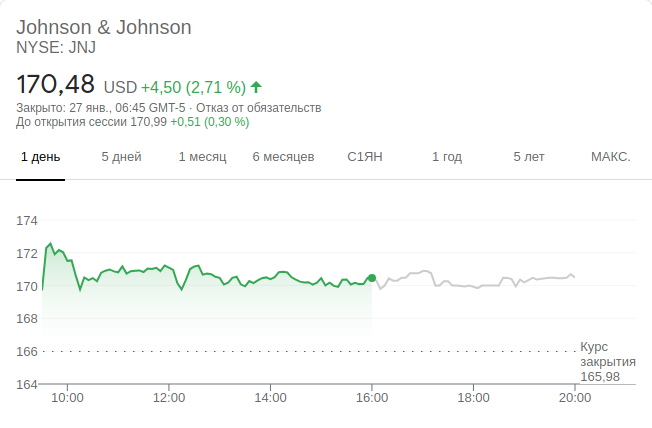 Johnson & Johnson
NYSE: JNJ
170,48 USD +4,50 (2,71 %)
Закрыто: 27 янв., 06:45 GMT-5 · Отказ от обязательств
До открытия сессии 170,99 +0,51 (0,30 %)
1 день 5 дней 1 месяц 6 месяцев С1ЯН 1 год 5 лет МАКС.
174
172
170
168
166
Курс
закрытия
165,98
164
10:00 12:00 14:00 16:00 18:00 20:00